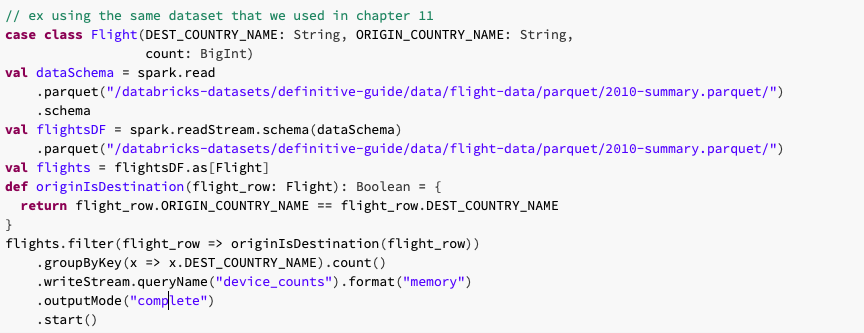 // ex using the same dataset that we used in chapter 11
case class Flight(DEST_COUNTRY_NAME: String, ORIGIN_COUNTRY_NAME: String,
                  count: BigInt)
val dataSchema = spark.read
    .parquet("/databricks-datasets/definitive-guide/data/flight-data/parquet/2010-summary.parquet/")
    .schema
val flightsDF = spark.readStream.schema(dataSchema)
    .parquet("/databricks-datasets/definitive-guide/data/flight-data/parquet/2010-summary.parquet/")
val flights = flightsDF.as[Flight]
def originIsDestination(flight_row: Flight): Boolean = {
  return flight_row.ORIGIN_COUNTRY_NAME == flight_row.DEST_COUNTRY_NAME
}
flights.filter(flight_row => originIsDestination(flight_row))
    .groupByKey(x => x.DEST_COUNTRY_NAME).count()
    .writeStream.queryName("device_counts").format("memory")
    .outputMode("complete")
    .start()